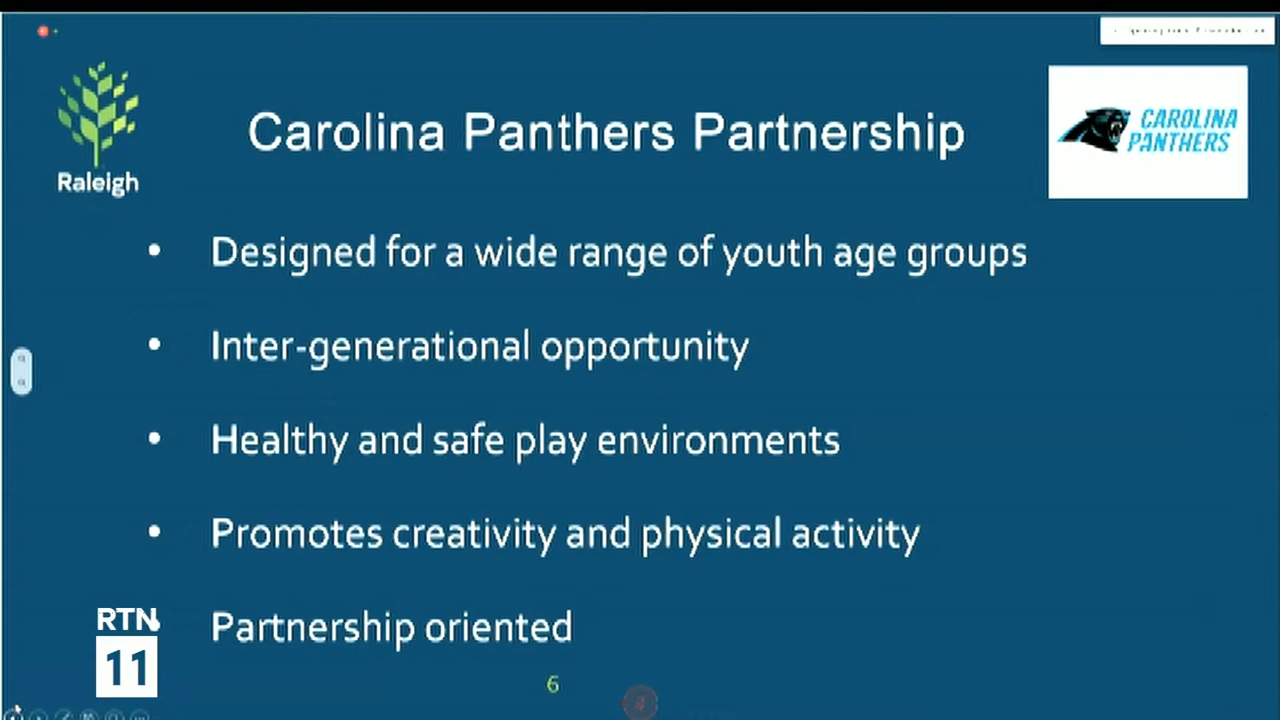 Carolina Panthers Partnership
CAROLINA
PANTHERS
Raleigh
• Designed for a wide range of youth age groups
• Inter-generational opportunity
• Healthy and safe play environments
• Promotes creativity and physical activity
Partnership oriented
RTN
11
6